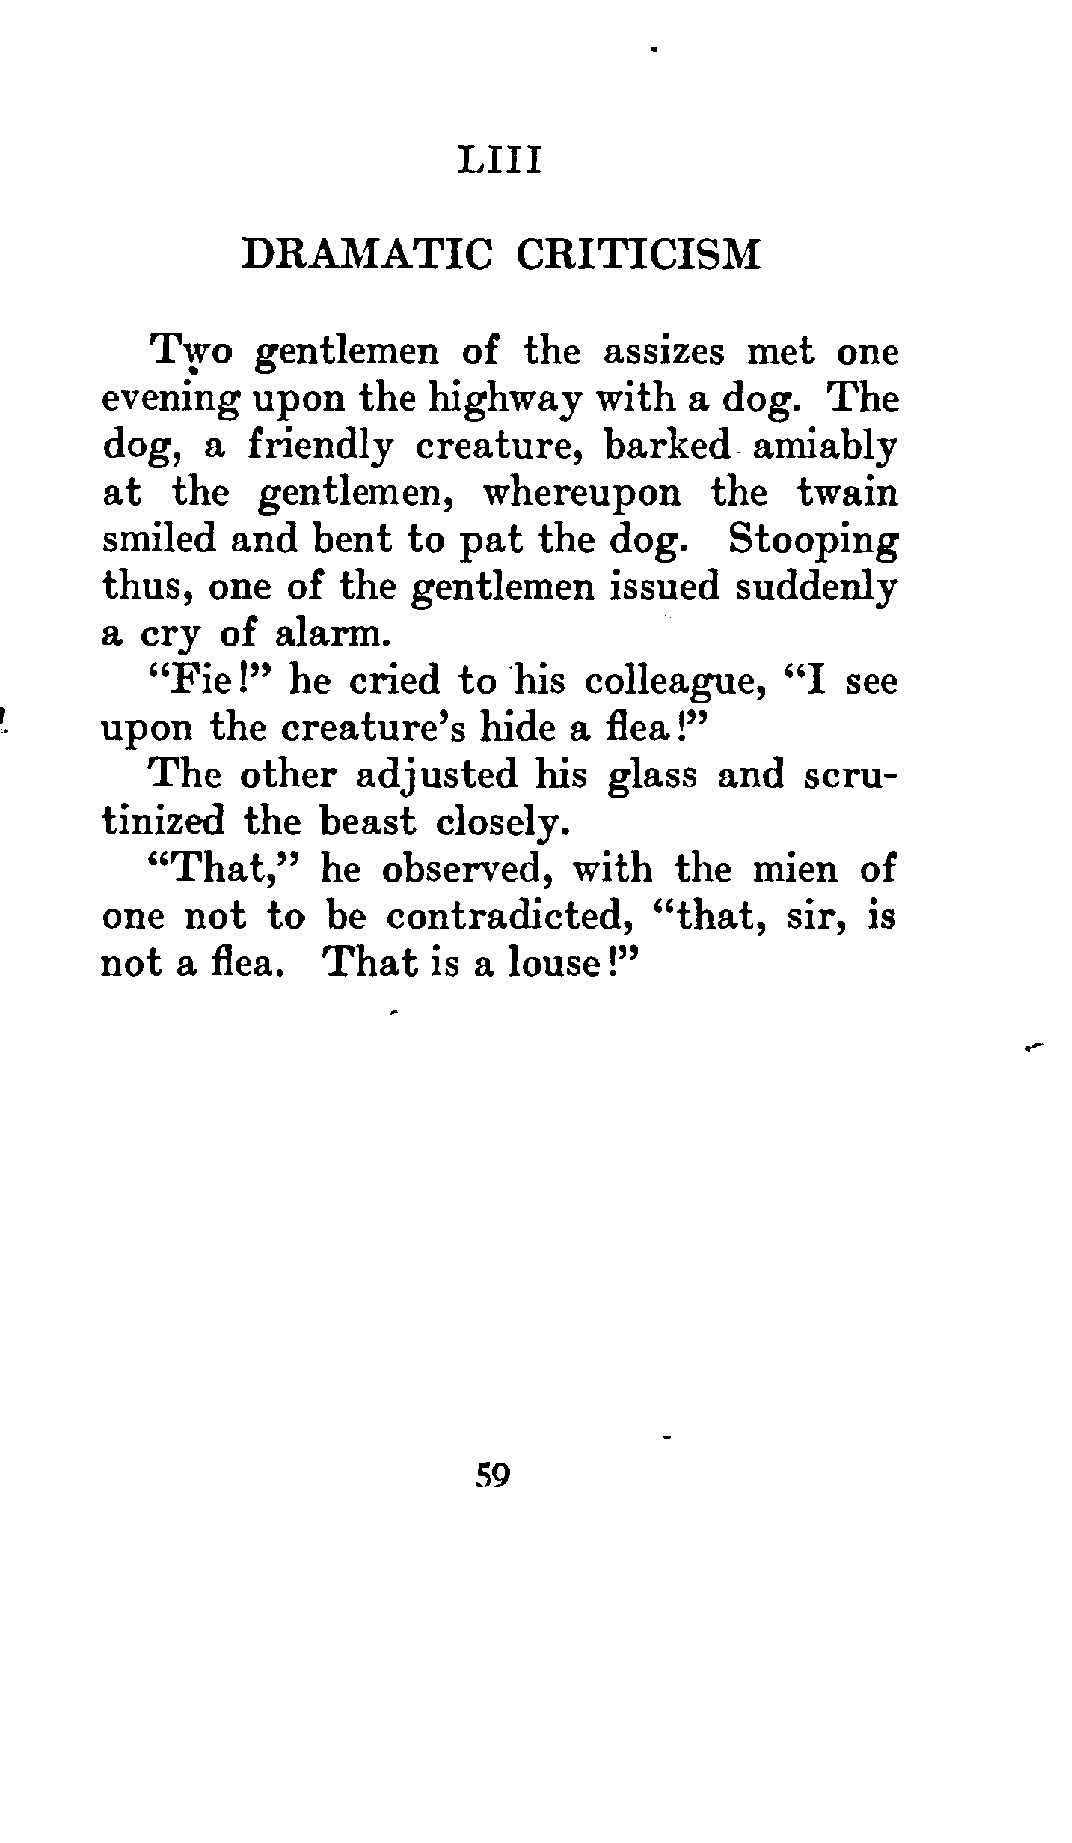 LIII
DRAMATIC CRITICISM
Two gentlemen of the assizes met one
evening upon the highway with a dog. The
dog, a friendly creature, barked amiably
at the gentlemen, whereupon the twain
smiled and bent to pat the dog. Stooping
thus, one of the gentlemen issued suddenly
a cry of alarm.
“Fie!” he cried to his colleague, “I see
upon the creature’s hide a flea!”
The other adjusted his glass and scru-
tinized the beast closely.
“That,” he observed, with the mien of
one not to be contradicted, “that, sir, is
not a flea. That is a louse!”
59